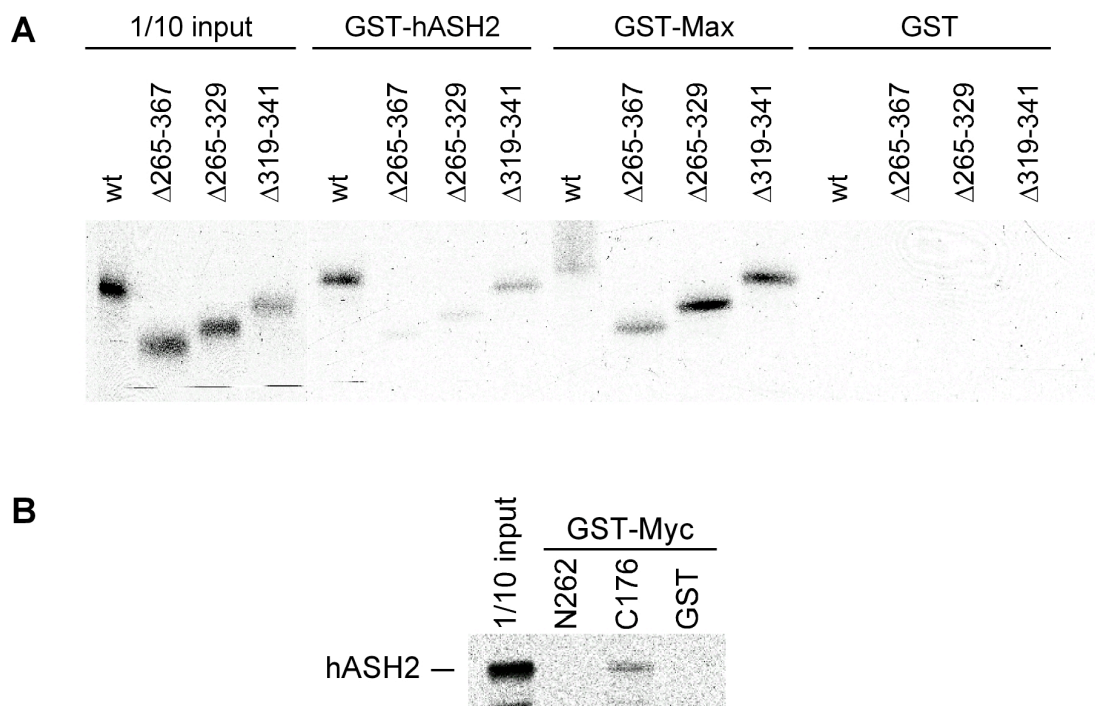 A
1/10 input GST-hASH2 GST-Max GST
wt Δ265-367 Δ265-329 Δ319-341 wt Δ265-367 Δ265-329 Δ319-341 wt Δ265-367 Δ265-329 Δ319-341 wt Δ265-367 Δ265-329 Δ319-341
B
1/10 input
GST-Myc
N262 C176 GST
hASH2 –